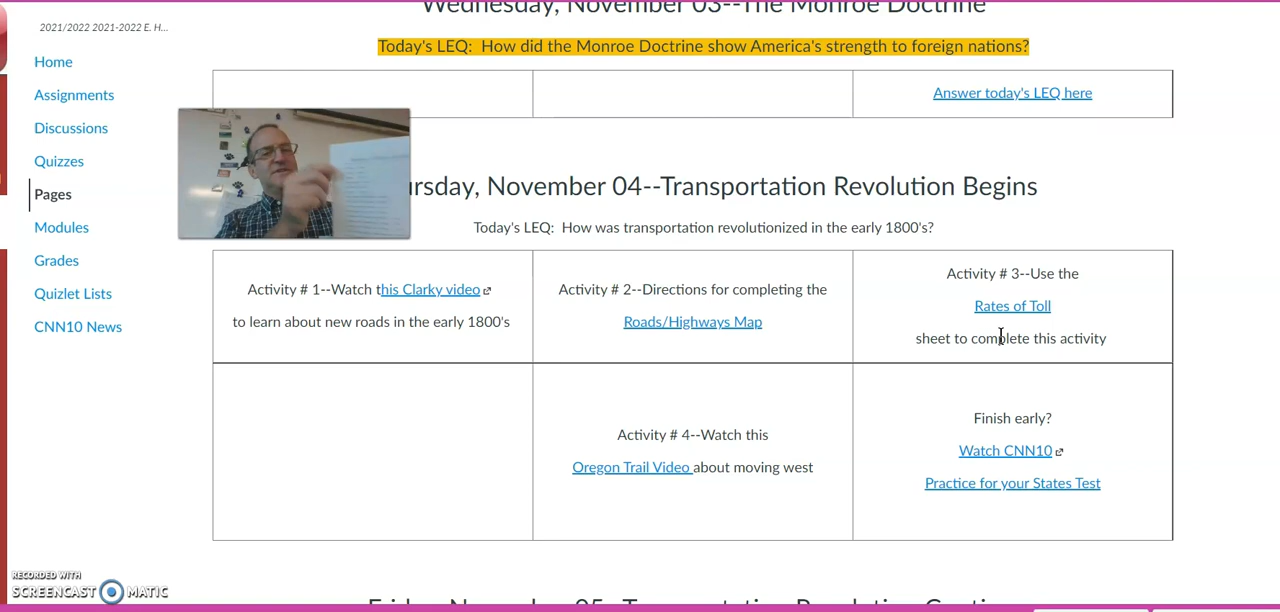 Wednesday, November 03--The Monroe Doctrine
2021/2022 2021-2022 E. H...
Today's LEQ: How did the Monroe Doctrine show America's strength to foreign nations?
Home
Assignments
Discussions
Quizzes
Pages
Modules
Grades
Quizlet Lists
CNN10 News
Answer today's LEQ here
ursday, November 04--Transportation Revolution Begins
Today's LEQ: How was transportation revolutionized in the early 1800's?
Activity # 1--Watch this Clarky video
to learn about new roads in the early 1800's
Activity # 2--Directions for completing the
Roads/Highways Map
Activity # 3--Use the
Rates of Toll
sheet to complete this activity
Activity # 4--Watch this
Oregon Trail Video about moving west
Finish early?
Watch CNN10
Practice for your States Test
RECORDED WITH
SCREENCAST MATIC